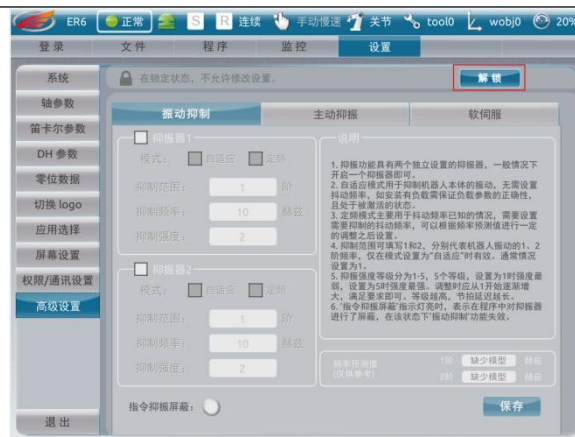 ER6 正常 S R 连续 手动慢速 关节 tool0 wobj0 20%
登录 文件 程序 监控 设置
系统
轴参数
笛卡尔参数
DH 参数
零位数据
切换 logo
应用选择
屏幕设置
权限/通讯设置
高级设置
退出
在锁定状态，不允许修改设置。
解锁
振动抑制 主动抑振 软伺服
抑振器1
模式： 自适应 定频
抑制范围： 1 阶
抑制频率： 10 赫兹
抑制强度： 2
抑振器2
模式： 自适应 定频
抑制范围： 1 阶
抑制频率： 10 赫兹
抑制强度： 2
指令抑振屏蔽：
说明
1. 抑振功能具有两个独立设置的抑振器，一般情况下
开启一个抑振器即可。
2. 自适应模式用于抑制机器人本体的振动，无需设置
抖动频率，如安装有负载需保证负载参数的正确性，
且处于被激活的状态。
3. 定频模式主要用于抖动频率已知的情况，需要设置
需要抑制的抖动频率，可以根据频率预测值进行一定
的调整之后设置。
4. 抑制范围可填写1和2，分别代表机器人振动的1、2
阶频率，仅在模式设置为"自适应"时有效。通常情况
设置为1。
5. 抑振强度等级分为1-5，5个等级，设置为1时强度最
弱，设置为5时强度最强。调整时应从1开始逐渐增
大，满足要求即可。等级越高，节拍延迟越长。
6. '指令抑振屏蔽'指示灯亮时，表示在程序中对抑振器
进行了屏蔽，在该状态下'振动抑制'功能失效。
频率预测值
(仅供参考)
1阶 缺少模型 赫兹
2阶 缺少模型 赫兹
保存